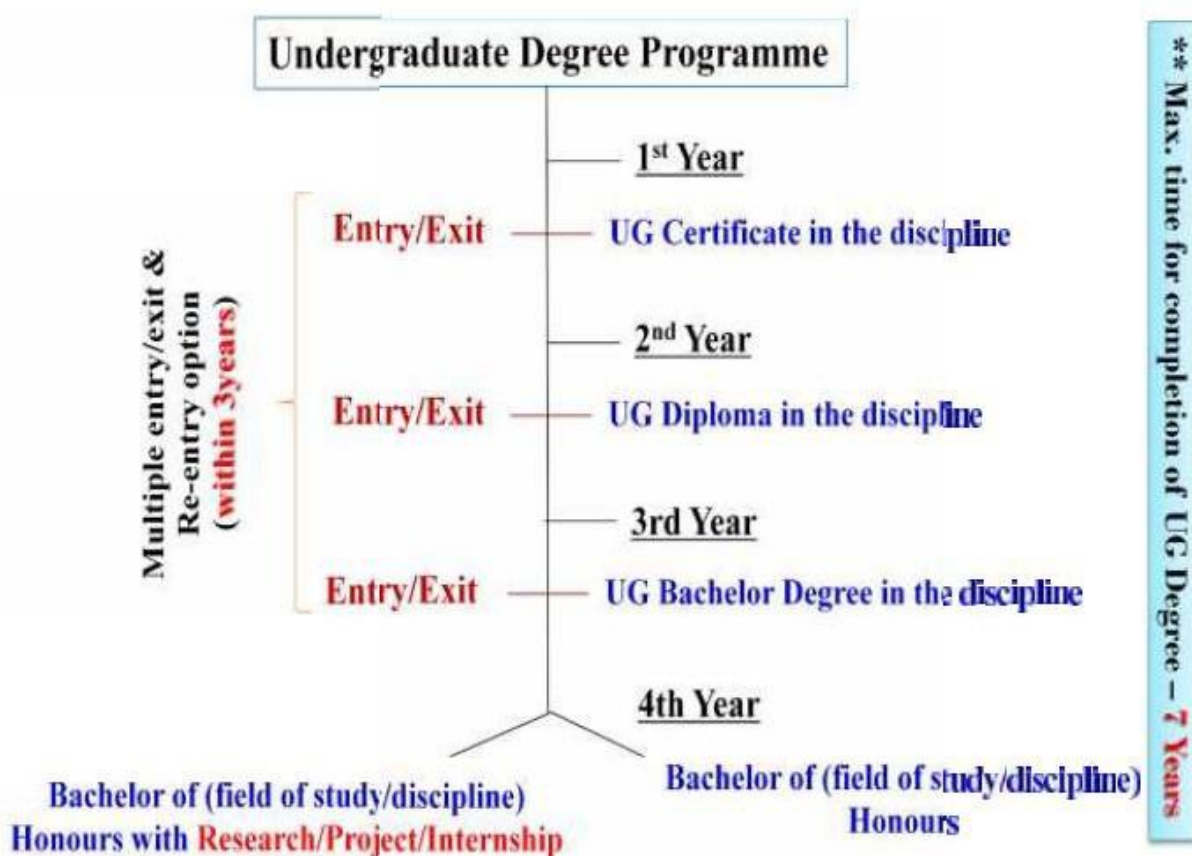 Undergraduate Degree Programme
1st Year
Entry/Exit
UG Certificate in the discipline
2nd Year
Entry/Exit
UG Diploma in the discipline
3rd Year
Entry/Exit
UG Bachelor Degree in the discipline
4th Year
Bachelor of (field of study/discipline)
Honours with Research/Project/Internship
Bachelor of (field of study/discipline)
Honours
Multiple entry/exit &
Re-entry option
(within 3years)
** Max. time for completion of UG Degree – 7 Years